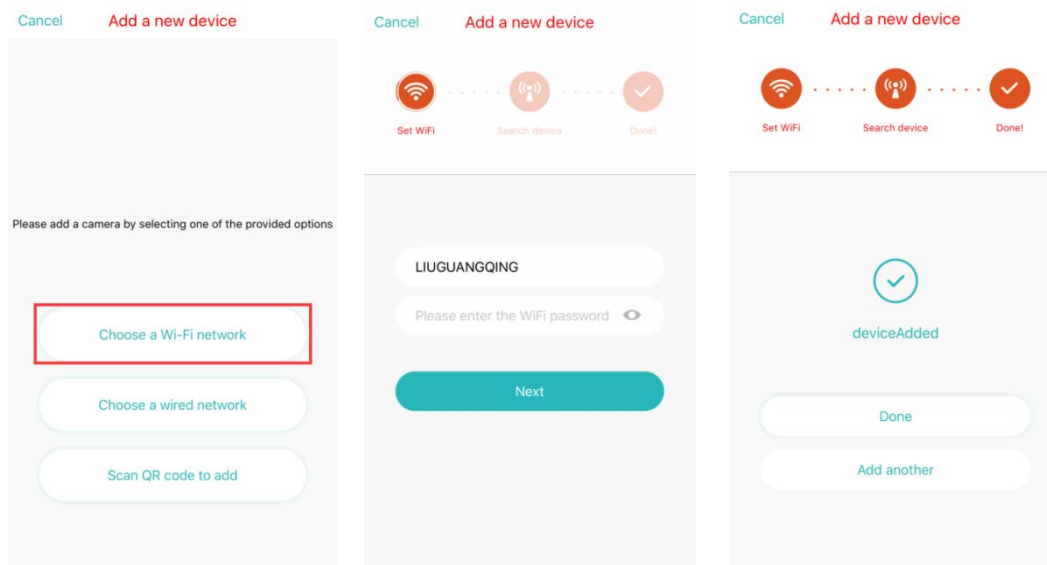 Cancel Add a new device
Please add a camera by selecting one of the provided options
Choose a Wi-Fi network
Choose a wired network
Scan QR code to add
Cancel Add a new device
Set WiFi Search device Done!
LIUGUANGQING
Please enter the WiFi password
Next
Cancel Add a new device
Set WiFi Search device Done!
deviceAdded
Done
Add another